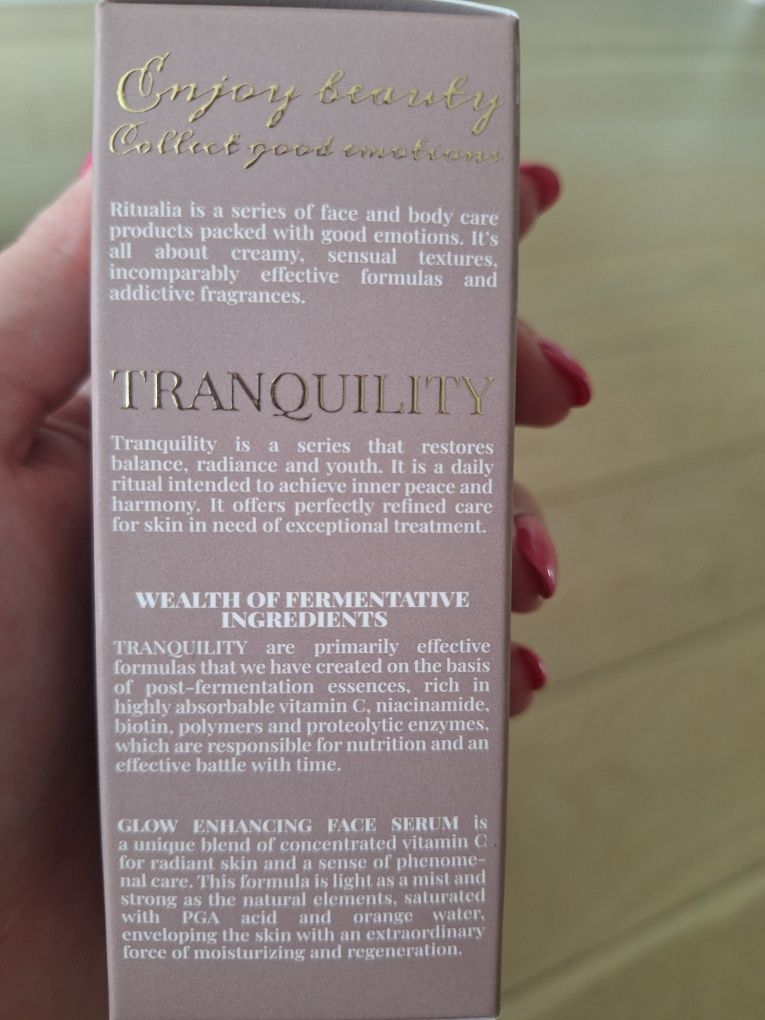 Enjoy beauty
Collect good emotions
Ritualia is a series of face and body care
products packed with good emotions. It's
all about creamy, sensual textures,
incomparably effective formulas and
addictive fragrances.
TRANQUILITY
Tranquility is a series that restores
balance, radiance and youth. It is a daily
ritual intended to achieve inner peace and
harmony. It offers perfectly refined care
for skin in need of exceptional treatment.
WEALTH OF FERMENTATIVE
INGREDIENTS
TRANQUILITY are primarily effective
formulas that we have created on the basis
of post-fermentation essences, rich in
highly absorbable vitamin C, niacinamide,
biotin, polymers and proteolytic enzymes,
which are responsible for nutrition and an
effective battle with time.
GLOW ENHANCING FACE SERUM is
a unique blend of concentrated vitamin C
for radiant skin and a sense of phenome-
nal care. This formula is light as a mist and
strong as the natural elements, saturated
with PGA acid and orange water,
enveloping the skin with an extraordinary
force of moisturizing and regeneration.